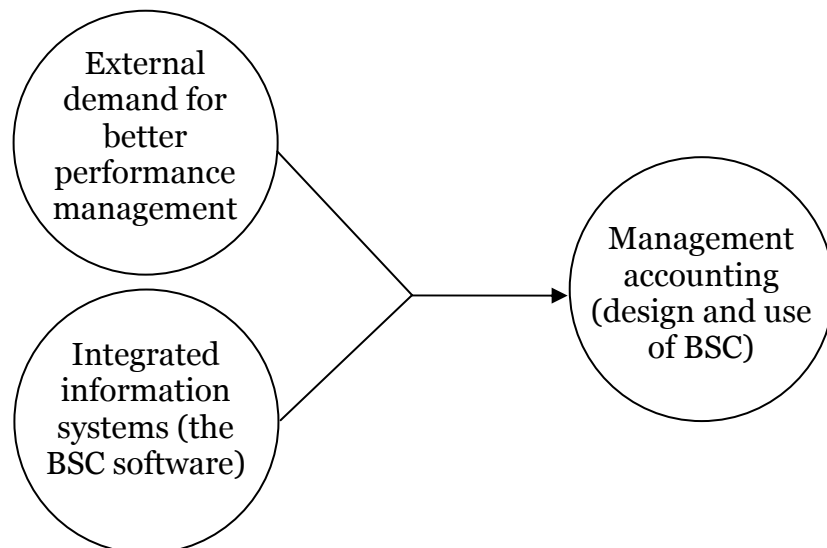 External
demand for
better
performance
management
Integrated
information
systems (the
BSC software)
Management
accounting
(design and use
of BSC)